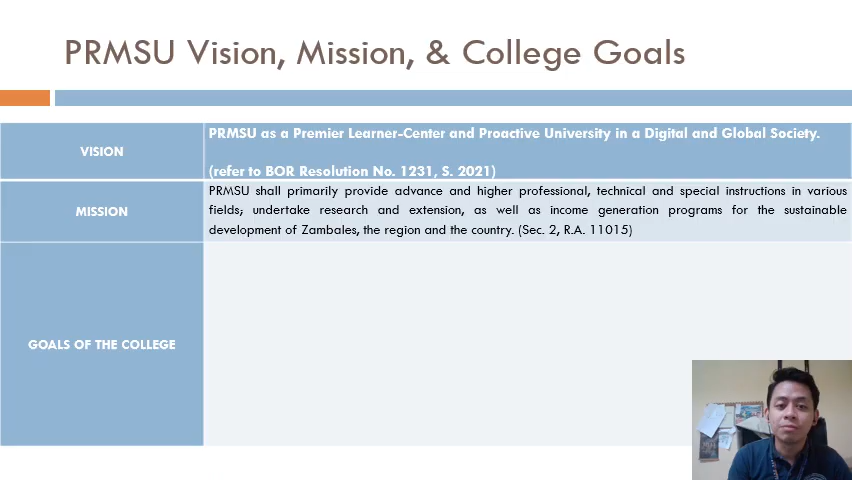 PRMSU Vision, Mission, & College Goals
VISION
PRMSU as a Premier Learner-Center and Proactive University in a Digital and Global Society.
(refer to BOR Resolution No. 1231, S. 2021)
MISSION
PRMSU shall primarily provide advance and higher professional, technical and special instructions in various
fields; undertake research and extension, as well as income generation programs for the sustainable
development of Zambales, the region and the country. (Sec. 2, R.A. 11015)
GOALS OF THE COLLEGE